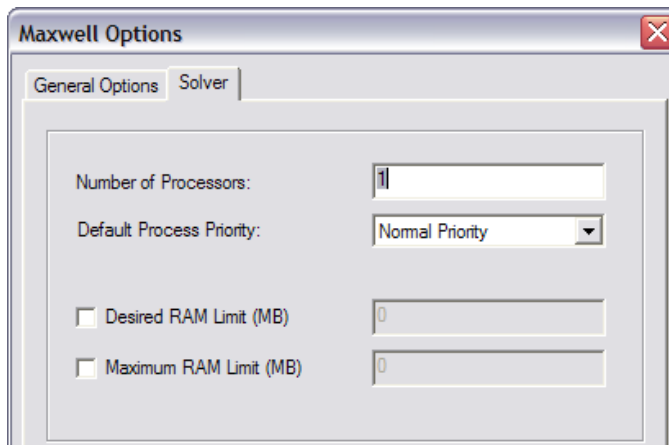 Maxwell Options
General Options Solver
Number of Processors: 1
Default Process Priority: Normal Priority
Desired RAM Limit (MB) 0
Maximum RAM Limit (MB) 0